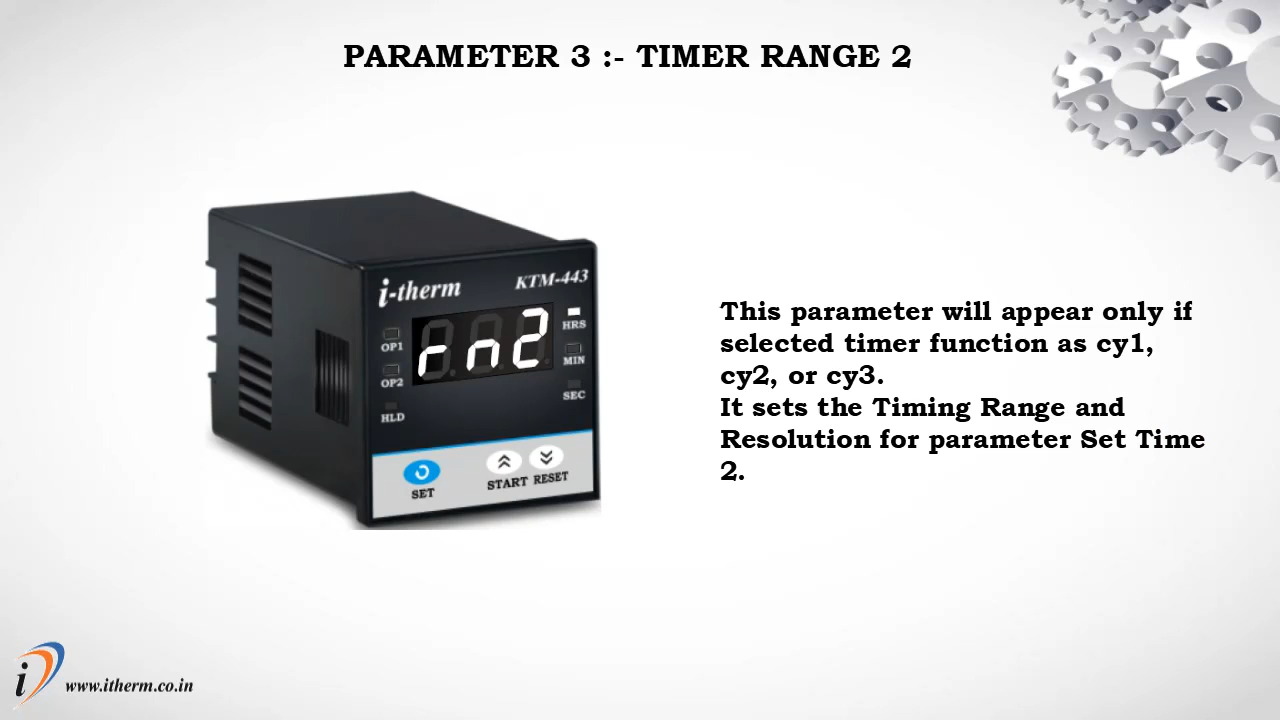 PARAMETER 3 :- TIMER RANGE 2
i-therm
KTM-443
rn2
HRS
OP1
MIN
OP2
SEC
HLD
SET
START RESET
This parameter will appear only if
selected timer function as cy1,
cy2, or cy3.
It sets the Timing Range and
Resolution for parameter Set Time
2.
i
www.itherm.co.in